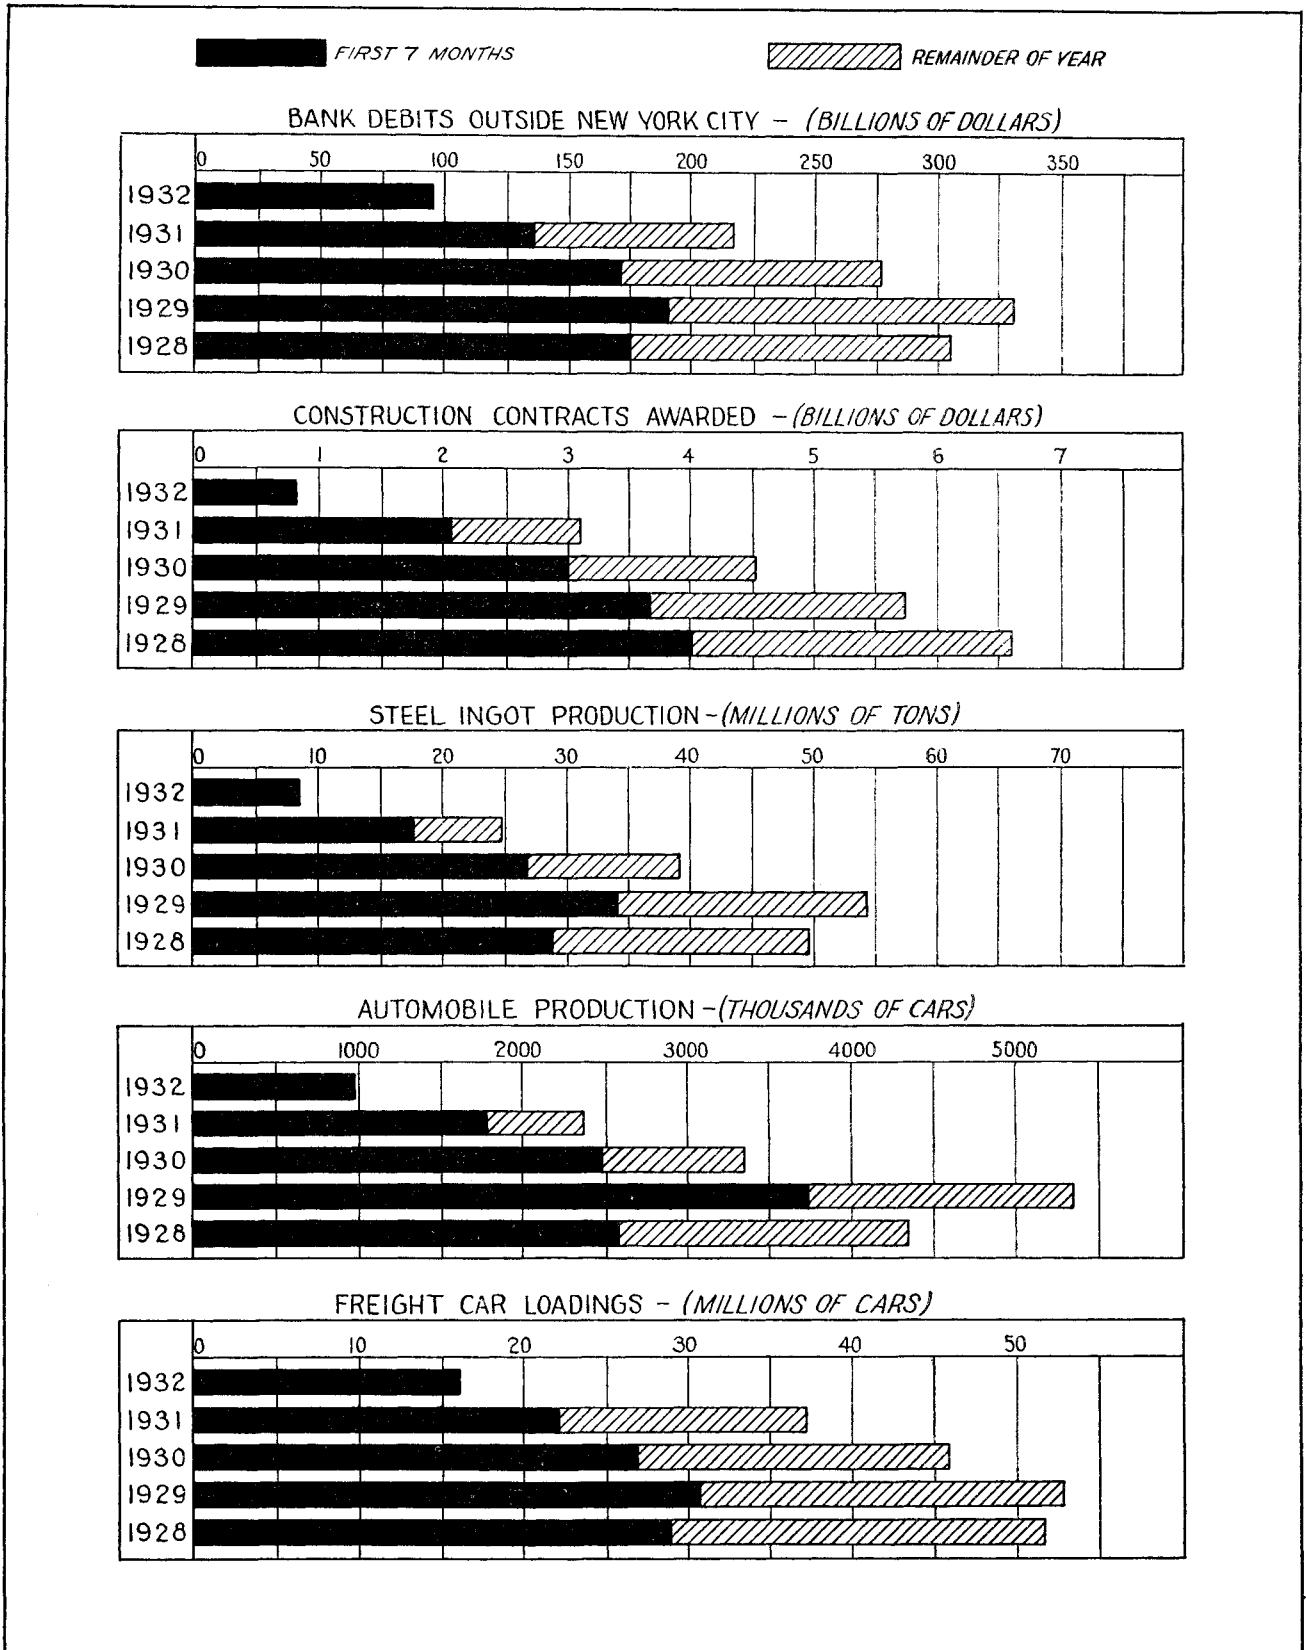 FIRST 7 MONTHS
REMAINDER OF YEAR
BANK DEBITS OUTSIDE NEW YORK CITY – (BILLIONS OF DOLLARS)
0 50 100 150 200 250 300 350
1932
1931
1930
1929
1928
CONSTRUCTION CONTRACTS AWARDED – (BILLIONS OF DOLLARS)
0 1 2 3 4 5 6 7
1932
1931
1930
1929
1928
STEEL INGOT PRODUCTION – (MILLIONS OF TONS)
0 10 20 30 40 50 60 70
1932
1931
1930
1929
1928
AUTOMOBILE PRODUCTION – (THOUSANDS OF CARS)
0 1000 2000 3000 4000 5000
1932
1931
1930
1929
1928
FREIGHT CAR LOADINGS – (MILLIONS OF CARS)
0 10 20 30 40 50
1932
1931
1930
1929
1928